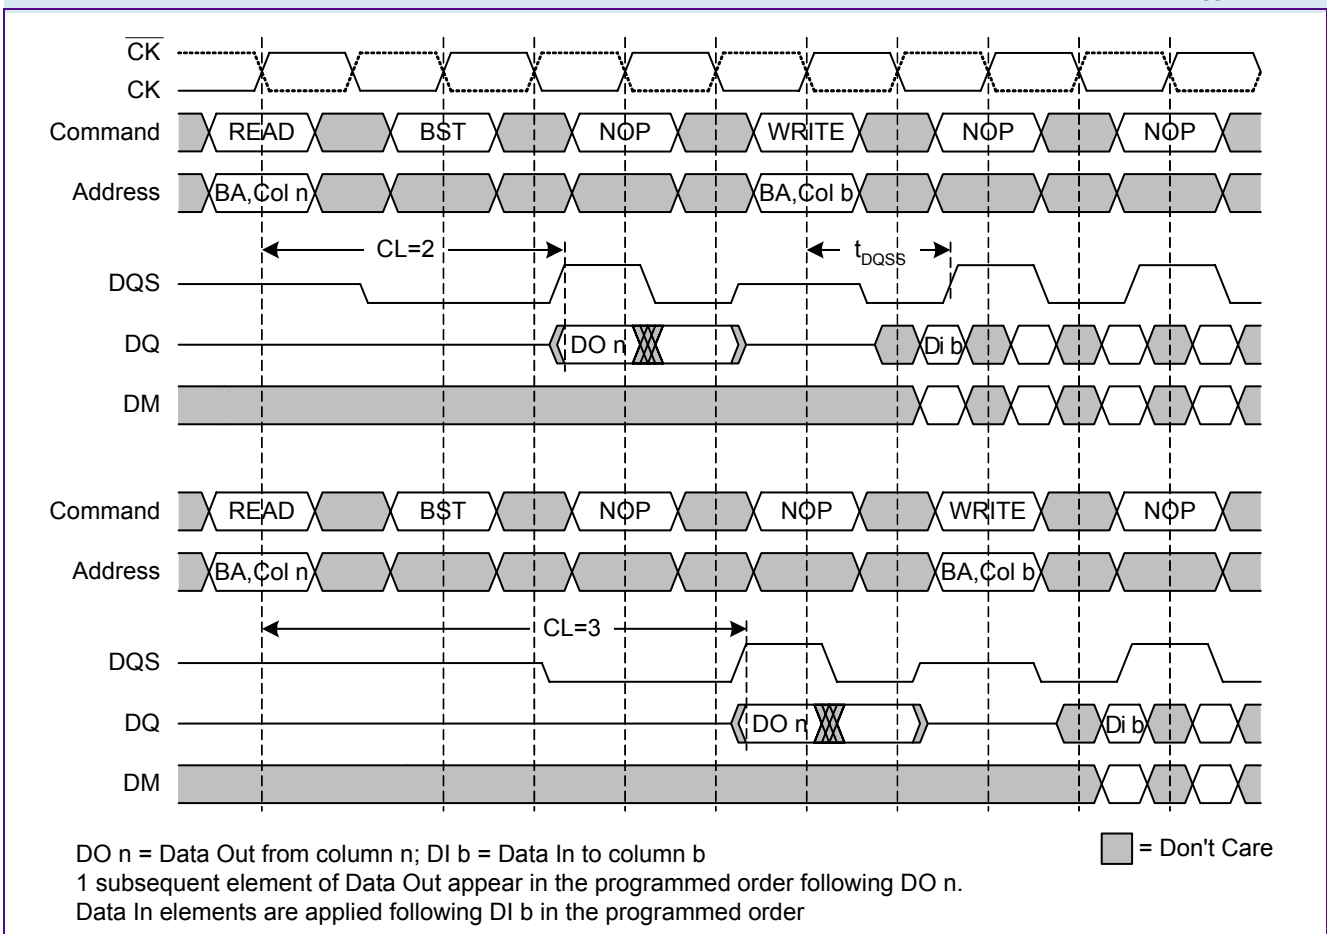 CK
CK
Command READ BST NOP WRITE NOP NOP
Address BA,Col n BA,Col b
CL=2 tDQSS
DQS
DQ DO n Di b
DM
Command READ BST NOP NOP WRITE NOP
Address BA,Col n BA,Col b
CL=3
DQS
DQ DO n Di b
DM
DO n = Data Out from column n; DI b = Data In to column b
= Don't Care
1 subsequent element of Data Out appear in the programmed order following DO n.
Data In elements are applied following DI b in the programmed order